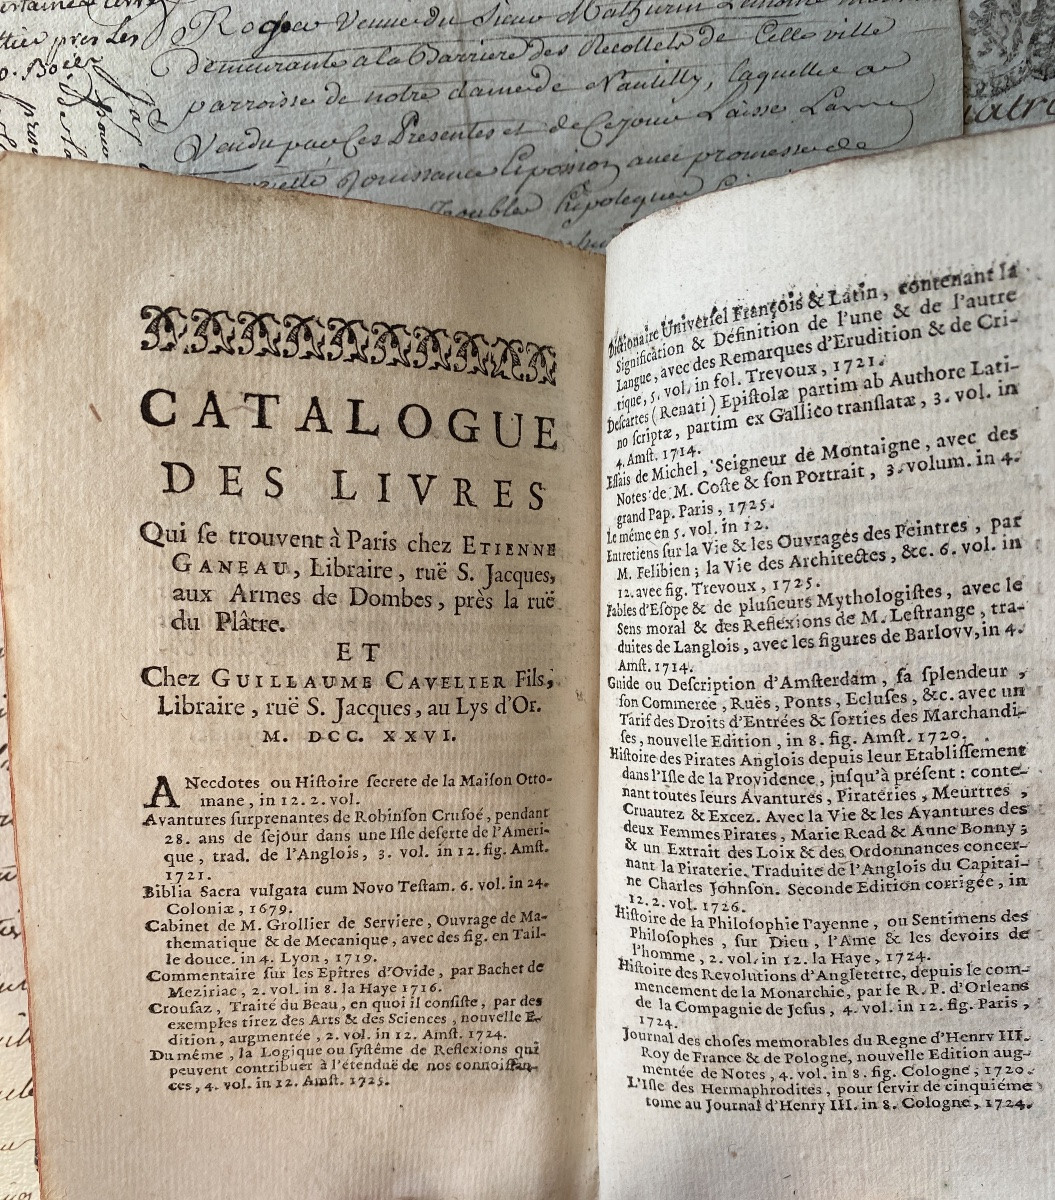 Rogea Veuve du Sieur Mathurin
demeurante a la Barriere des Recollets de Belleville
parroisse de notre dame de Nantilly, laquelle a
Vendu par Ces Presentes et de Ce jour Laisse
Jouissance
CATALOGUE
DES LIVRES
Qui se trouvent à Paris chez ETIENNE
GANEAU, Libraire, ruë S. Jacques,
aux Armes de Dombes, près la ruë
du Plâtre.
ET
Chez GUILLAUME CAVELIER Fils,
Libraire, ruë S. Jacques, au Lys d'Or.
M. DCC. XXVI.
ANecdotes ou Histoire secrete de la Maison Otto-
mane, in 12. 2. vol.
Avantures surprenantes de Robinson Crusoé, pendant
28. ans de sejour dans une Isle deserte de l'Ameri-
que, trad. de l'Anglois, 3. vol. in 12. fig. Amst.
1721.
Biblia Sacra vulgata cum Novo Testam. 6. vol. in 24.
Coloniæ, 1679.
Cabinet de M. Grollier de Serviere, Ouvrage de Ma-
thematique & de Mecanique, avec des fig. en Tail-
le douce. in 4. Lyon, 1719.
Commentaire sur les Epîtres d'Ovide, par Bachet de
Meziriac, 2. vol. in 8. la Haye 1716.
Crousaz, Traité du Beau, en quoi il consiste, par des
exemples tirez des Arts & des Sciences, nouvelle E-
dition, augmentée, 2. vol. in 12. Amst. 1724.
Du même, la Logique ou systême de Reflexions qui
peuvent contribuer à l'étenduë de nos connoissan-
ces, 4. vol. in 12. Amst. 1725.
Dictionaire Universel François & Latin, contenant la
Signification & Définition de l'une & de l'autre
Langue, avec des Remarques d'Erudition & de Cri-
tique, 5. vol. in fol. Trevoux, 1721.
Descartes (Renati) Epistolæ partim ab Authore Lati-
no scriptæ, partim ex Gallico translatæ, 3. vol. in
4. Amst. 1714.
Essais de Michel, Seigneur de Montaigne, avec des
Notes de M. Coste & son Portrait, 3. volum. in 4.
grand Pap. Paris, 1725.
Le même en 5. vol. in 12.
Entretiens sur la Vie & les Ouvrages des Peintres, par
M. Felibien; la Vie des Architectes, &c. 6. vol. in
12. avec fig. Trevoux, 1725.
Fables d'Esope & de plusieurs Mythologistes, avec le
Sens moral & des Reflexions de M. Lestrange, tra-
duites de Langlois, avec les figures de Barlovv, in 4.
Amst. 1714.
Guide ou Description d'Amsterdam, sa splendeur,
son Commerce, Ruës, Ponts, Ecluses, &c. avec un
Tarif des Droits d'Entrées & sorties des Marchandi-
ses, nouvelle Edition, in 8. fig. Amst. 1720.
Histoire des Pirates Anglois depuis leur Etablissement
dans l'Isle de la Providence, jusqu'à présent: conte-
nant toutes leurs Avantures, Pirateries, Meurtres,
Cruautez & Excez. Avec la Vie & les Avantures des
deux Femmes Pirates, Marie Read & Anne Bonny;
& un Extrait des Loix & des Ordonnances concer-
nant la Piraterie. Traduite de l'Anglois du Capitai-
ne Charles Johnson. Seconde Edition corrigée, in
12. 2. vol. 1726.
Histoire de la Philosophie Payenne, ou Sentimens des
Philosophes, sur Dieu, l'Ame & les devoirs de
l'homme, 2. vol. in 12. la Haye, 1724.
Histoire des Revolutions d'Angletetre, depuis le com-
mencement de la Monarchie, par le R. P. d'Orleans
de la Compagnie de Jesus, 4. vol. in 12. fig. Paris,
1724.
Journal des choses memorables du Regne d'Henry III.
Roy de France & de Pologne, nouvelle Edition aug-
mentée de Notes, 4. vol. in 8. fig. Cologne, 1720.
L'Isle des Hermaphrodites, pour servir de cinquiéme
tome au Journal d'Henry III. in 8. Cologne, 1724.